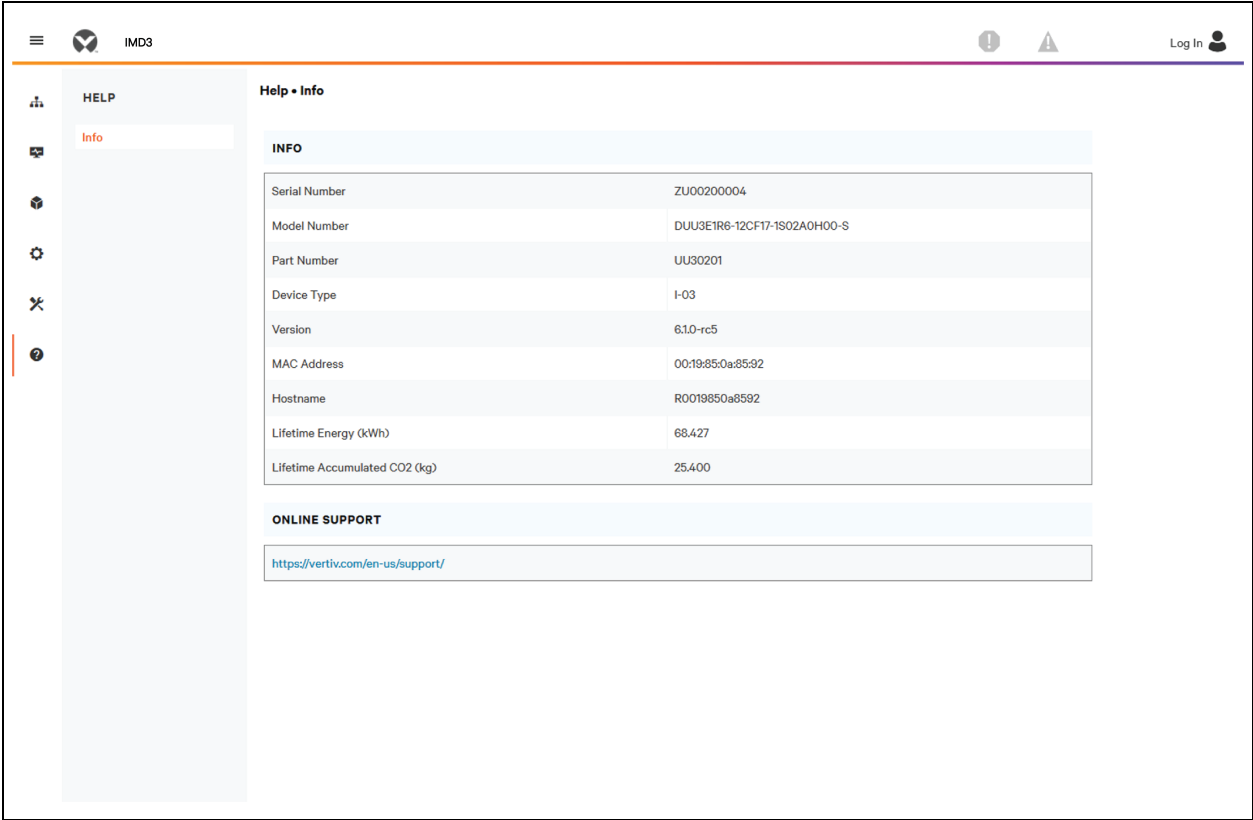 IMD3
Log In
HELP
Info
Help • Info
INFO
Serial Number ZU00200004
Model Number DUU3E1R6-12CF17-1S02A0H00-S
Part Number UU30201
Device Type I-03
Version 6.1.0-rc5
MAC Address 00:19:85:0a:85:92
Hostname R0019850a8592
Lifetime Energy (kWh) 68.427
Lifetime Accumulated CO2 (kg) 25.400
ONLINE SUPPORT
https://vertiv.com/en-us/support/